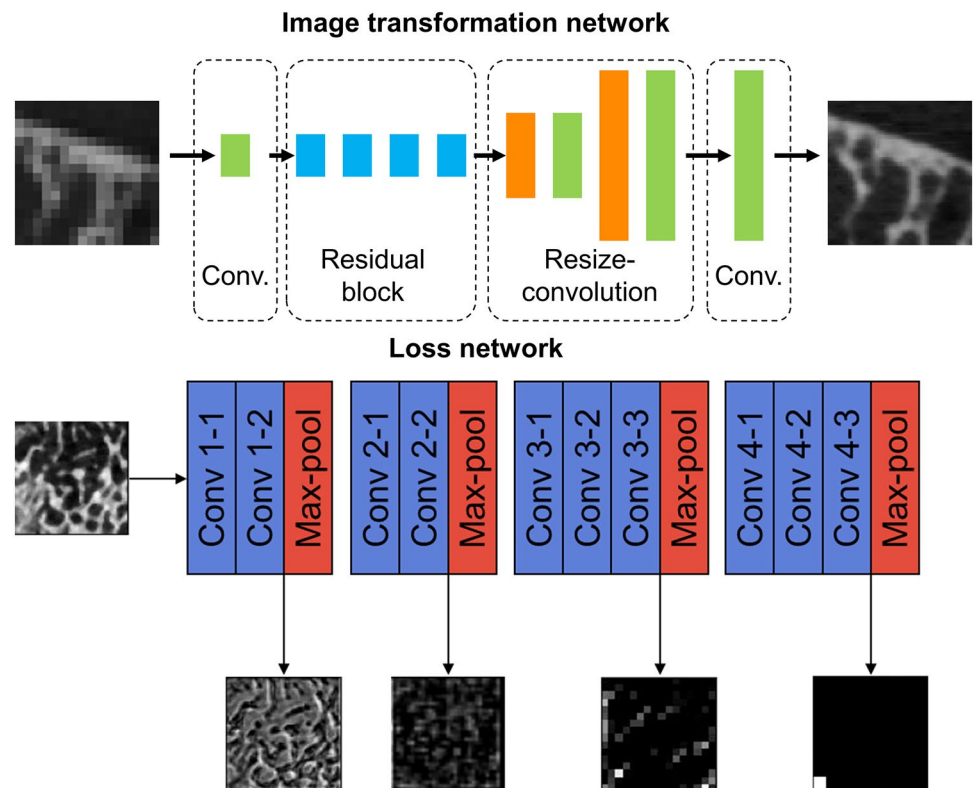 Image transformation network
Conv.
Residual
block
Resize-
convolution
Conv.
Loss network
Conv 1-1
Conv 1-2
Max-pool
Conv 2-1
Conv 2-2
Max-pool
Conv 3-1
Conv 3-2
Conv 3-3
Max-pool
Conv 4-1
Conv 4-2
Conv 4-3
Max-pool